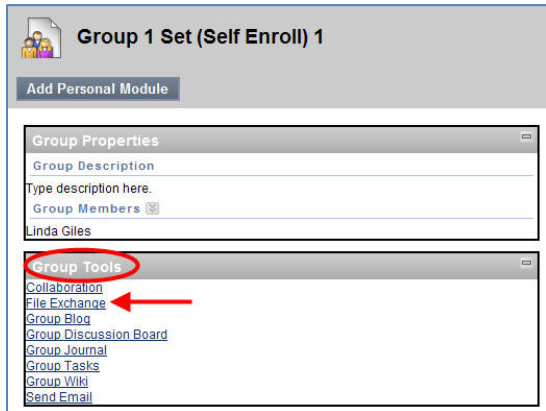 Group 1 Set (Self Enroll) 1
Add Personal Module
Group Properties
Group Description
Type description here.
Group Members
Linda Giles
Group Tools
Collaboration
File Exchange
Group Blog
Group Discussion Board
Group Journal
Group Tasks
Group Wiki
Send Email